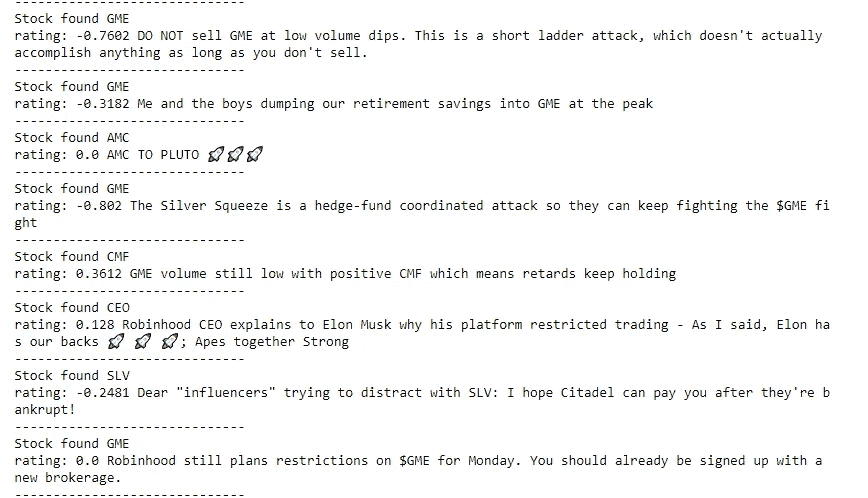 ------------------------------
Stock found GME
rating: -0.7602 DO NOT sell GME at low volume dips. This is a short ladder attack, which doesn't actually
accomplish anything as long as you don't sell.
------------------------------
Stock found GME
rating: -0.3182 Me and the boys dumping our retirement savings into GME at the peak
------------------------------
Stock found AMC
rating: 0.0 AMC TO PLUTO 🚀🚀🚀
------------------------------
Stock found GME
rating: -0.802 The Silver Squeeze is a hedge-fund coordinated attack so they can keep fighting the $GME fi
ght
------------------------------
Stock found CMF
rating: 0.3612 GME volume still low with positive CMF which means retards keep holding
------------------------------
Stock found CEO
rating: 0.128 Robinhood CEO explains to Elon Musk why his platform restricted trading - As I said, Elon ha
s our backs 🚀 🚀 🚀; Apes together Strong
------------------------------
Stock found SLV
rating: -0.2481 Dear "influencers" trying to distract with SLV: I hope Citadel can pay you after they're b
ankrupt!
------------------------------
Stock found GME
rating: 0.0 Robinhood still plans restrictions on $GME for Monday. You should already be signed up with a
new brokerage.
------------------------------